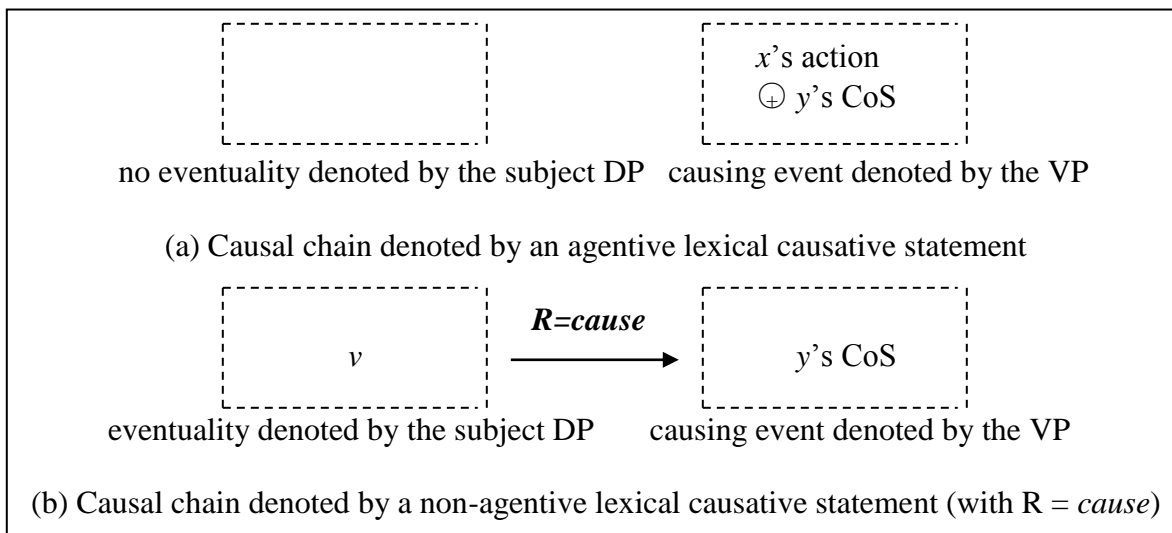 x’s action
⊕ y’s CoS
no eventuality denoted by the subject DP causing event denoted by the VP
(a) Causal chain denoted by an agentive lexical causative statement
R=cause
v y’s CoS
eventuality denoted by the subject DP causing event denoted by the VP
(b) Causal chain denoted by a non-agentive lexical causative statement (with R = cause)